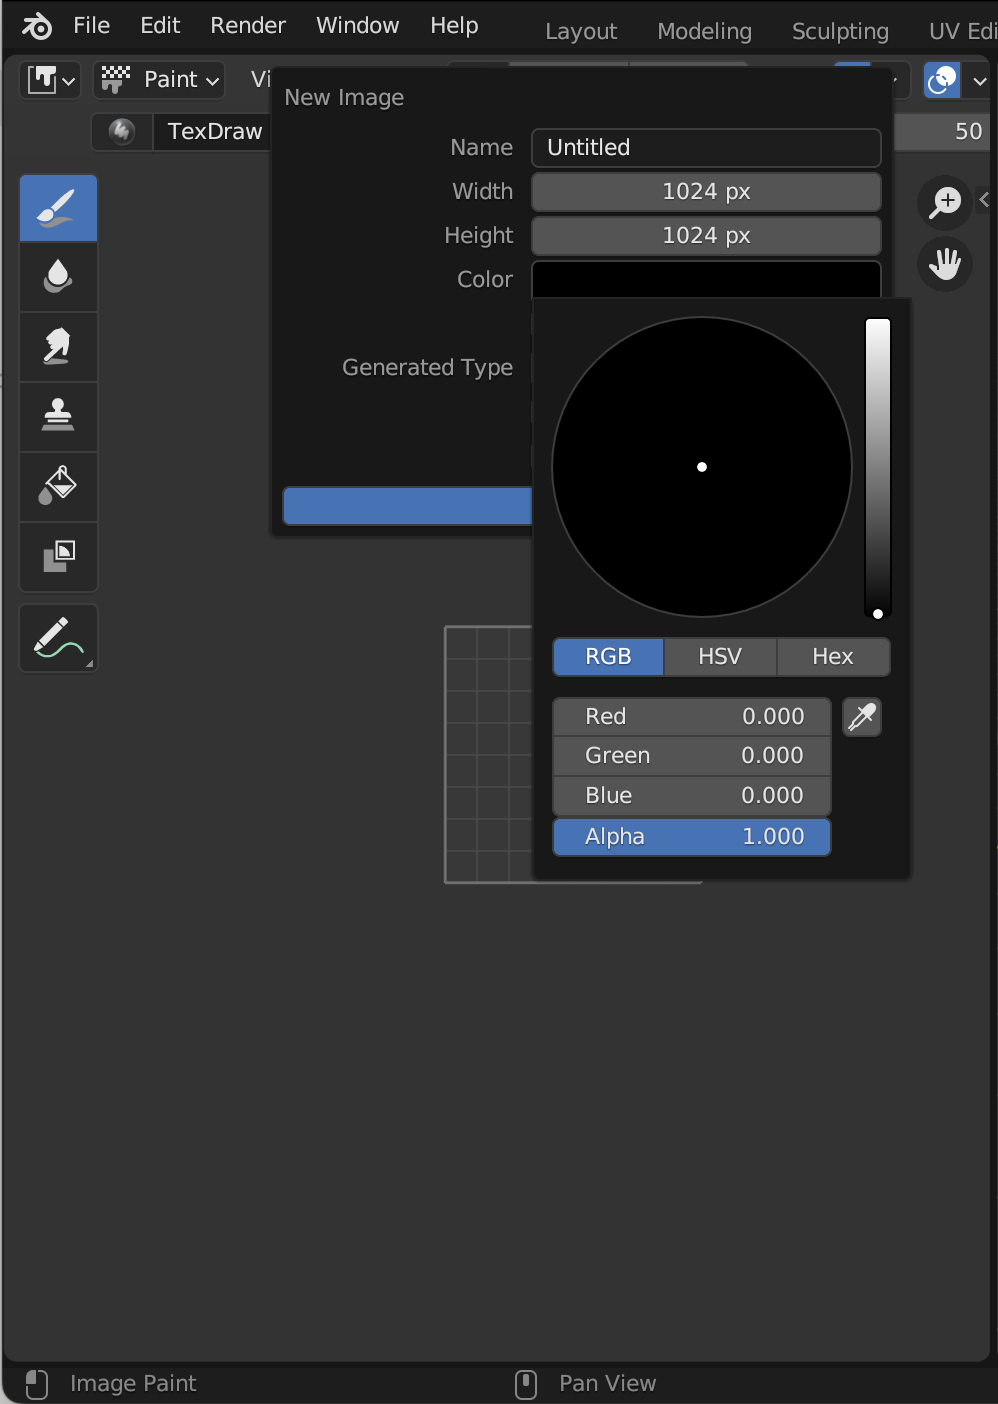 File Edit Render Window Help Layout Modeling Sculpting UV Edi
Paint Vi
TexDraw 50
New Image
Name Untitled
Width 1024 px
Height 1024 px
Color
Generated Type
RGB HSV Hex
Red 0.000
Green 0.000
Blue 0.000
Alpha 1.000
Image Paint Pan View